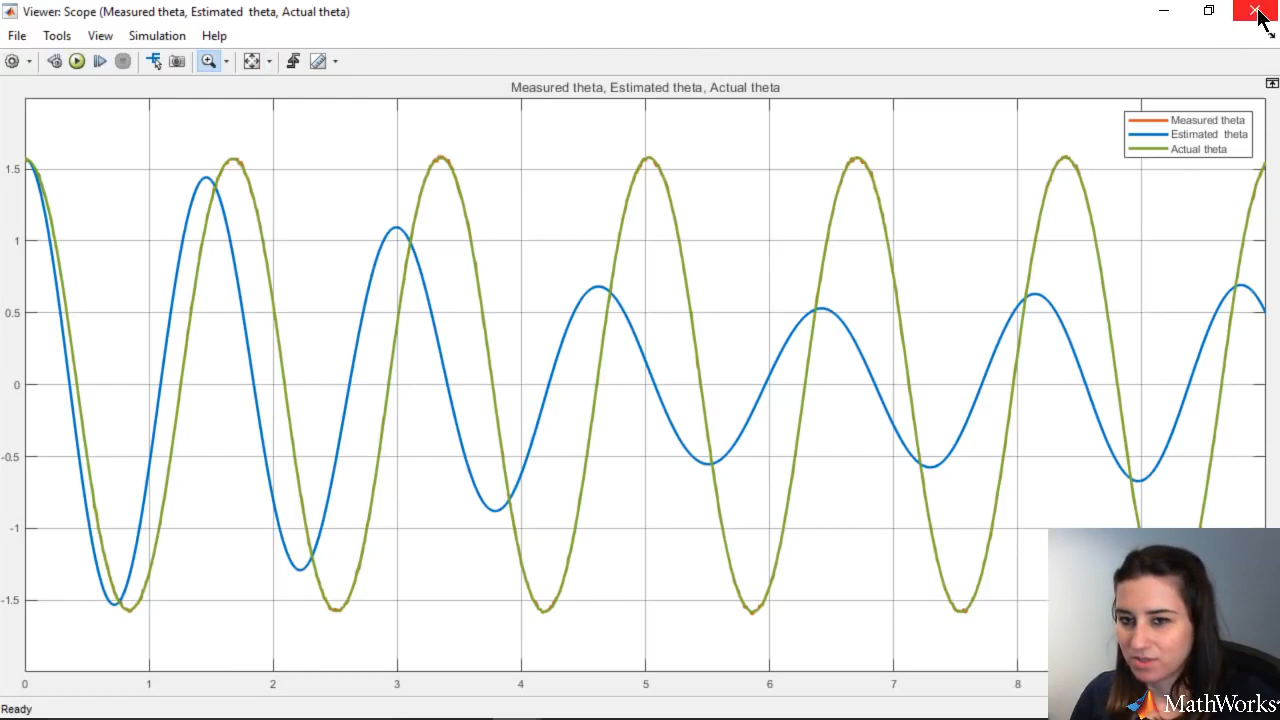 Viewer: Scope (Measured theta, Estimated  theta, Actual theta)
File Tools View Simulation Help
Measured theta, Estimated theta, Actual theta
Measured theta
Estimated  theta
Actual theta
1.5
1
0.5
0
-0.5
-1
-1.5
0 1 2 3 4 5 6 7 8
Ready
MathWorks